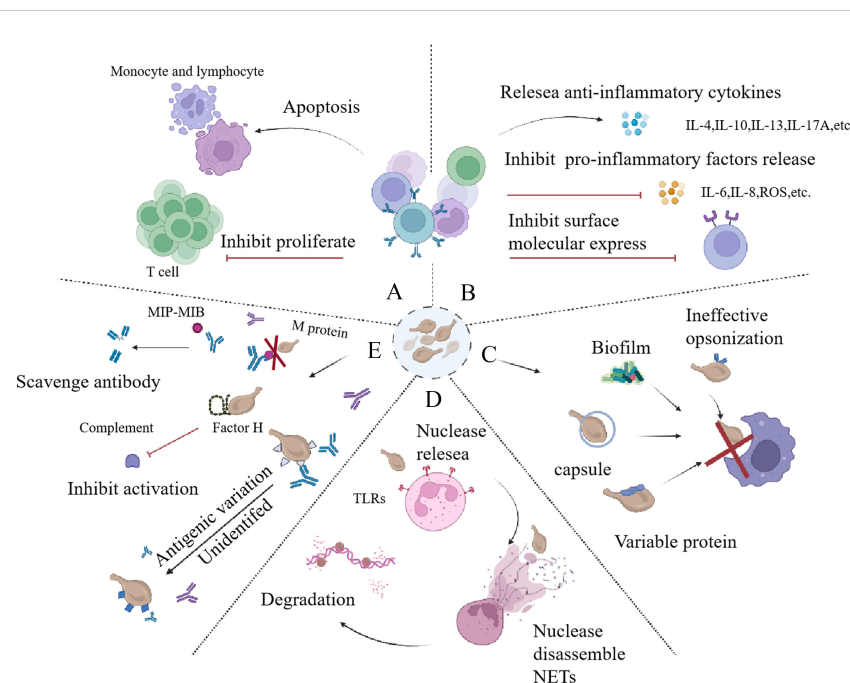 Monocyte and lymphocyte
Apoptosis
T cell
Inhibit proliferate
A
Relesea anti-inflammatory cytokines
IL-4,IL-10,IL-13,IL-17A,etc
Inhibit pro-inflammatory factors release
IL-6,IL-8,ROS,etc.
Inhibit surface
molecular express
B
Ineffective
opsonization
Biofilm
C
capsule
Variable protein
D
Nuclease
relesea
TLRs
Degradation
Nuclease
disassemble
NETs
E
MIP-MIB
M protein
Scavenge antibody
Complement
Factor H
Inhibit activation
Antigenic variation
Unidentifed